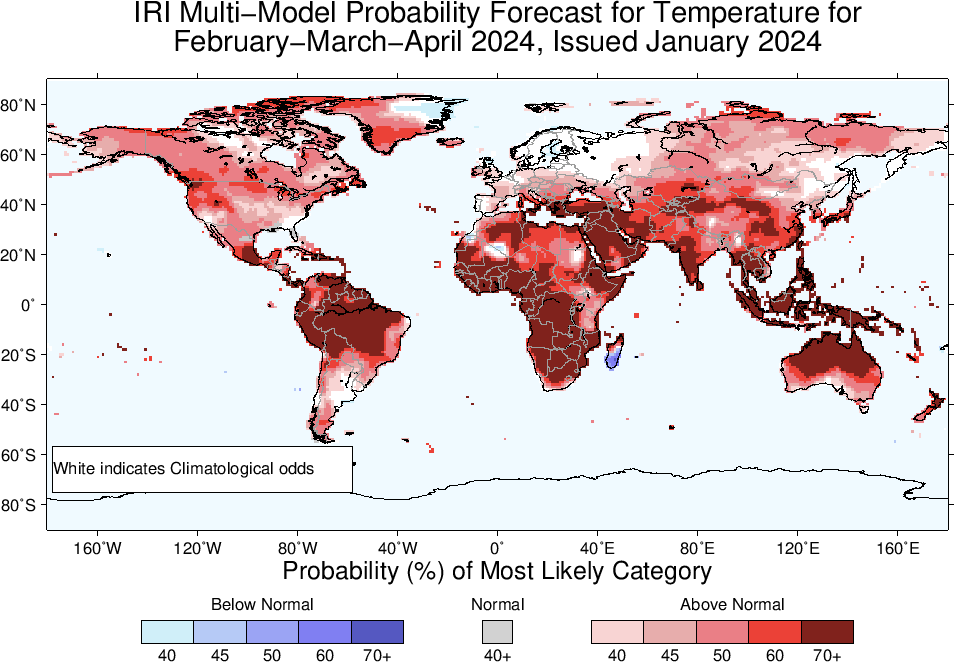 IRI Multi−Model Probability Forecast for Temperature for
February−March−April 2024, Issued January 2024
80˚N
60˚N
40˚N
20˚N
0˚
20˚S
40˚S
60˚S
80˚S
White indicates Climatological odds
160˚W 120˚W 80˚W 40˚W 0˚ 40˚E 80˚E 120˚E 160˚E
Probability (%) of Most Likely Category
Below Normal Normal Above Normal
40 45 50 60 70+ 40+ 40 45 50 60 70+